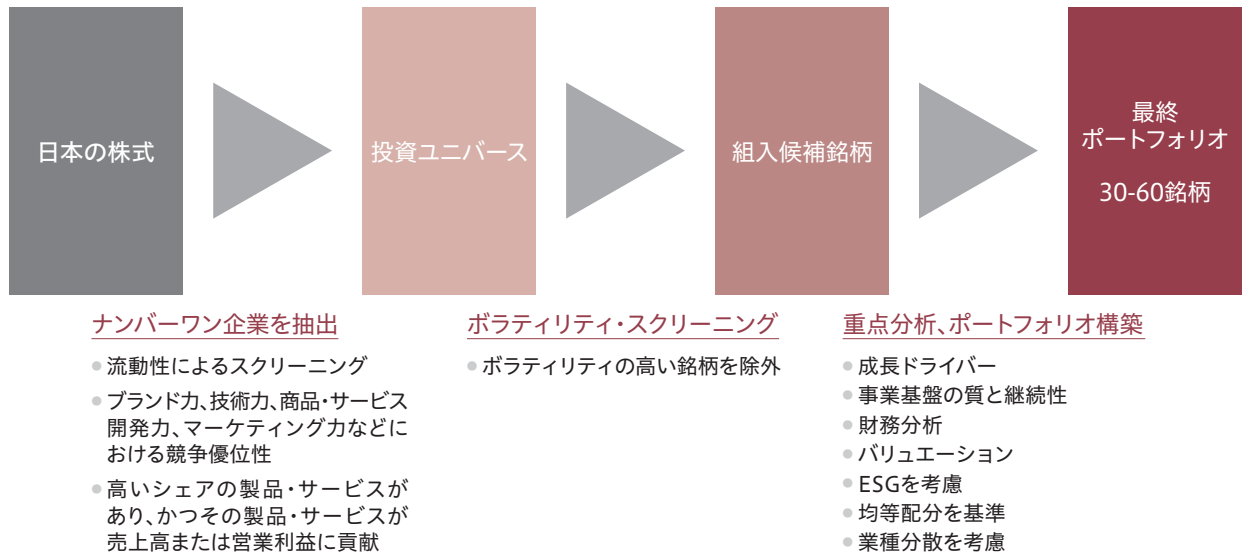 日本の株式
投資ユニバース
組入候補銘柄
最終
ポートフォリオ
30-60銘柄
ナンバーワン企業を抽出
● 流動性によるスクリーニング
● ブランド力、技術力、商品・サービス
開発力、マーケティング力などに
おける競争優位性
● 高いシェアの製品・サービスが
あり、かつその製品・サービスが
売上高または営業利益に貢献
ボラティリティ・スクリーニング
● ボラティリティの高い銘柄を除外
重点分析、ポートフォリオ構築
● 成長ドライバー
● 事業基盤の質と継続性
● 財務分析
● バリュエーション
● ESGを考慮
● 均等配分を基準
● 業種分散を考慮